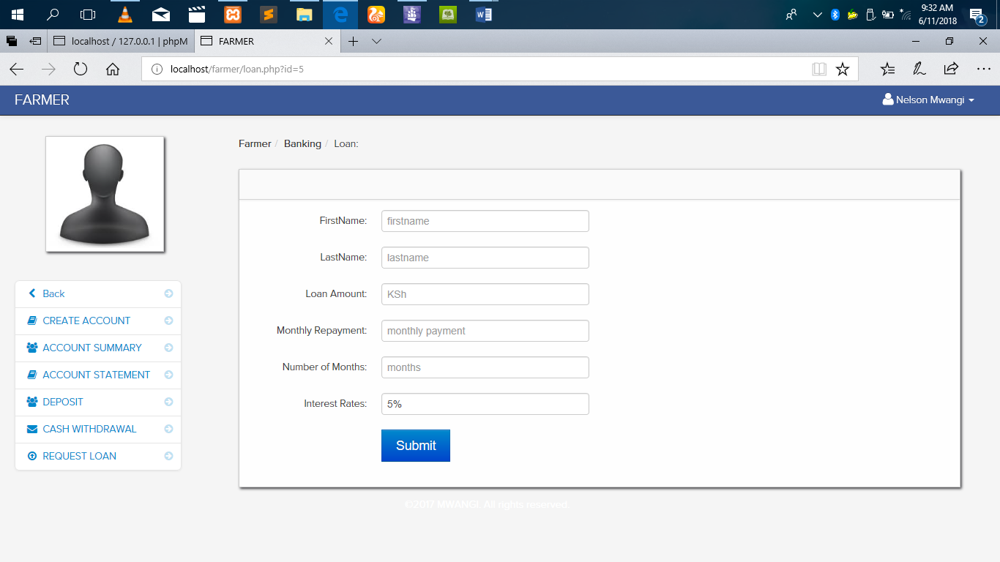 9:32 AM
6/11/2018
2
localhost / 127.0.0.1 | phpM
FARMER
localhost/farmer/loan.php?id=5
FARMER
Nelson Mwangi
Farmer / Banking / Loan:
FirstName: firstname
LastName: lastname
Loan Amount: KSh
Monthly Repayment: monthly payment
Number of Months: months
Interest Rates: 5%
Submit
Back
CREATE ACCOUNT
ACCOUNT SUMMARY
ACCOUNT STATEMENT
DEPOSIT
CASH WITHDRAWAL
REQUEST LOAN
©2017 MWANGI. All rights reserved.